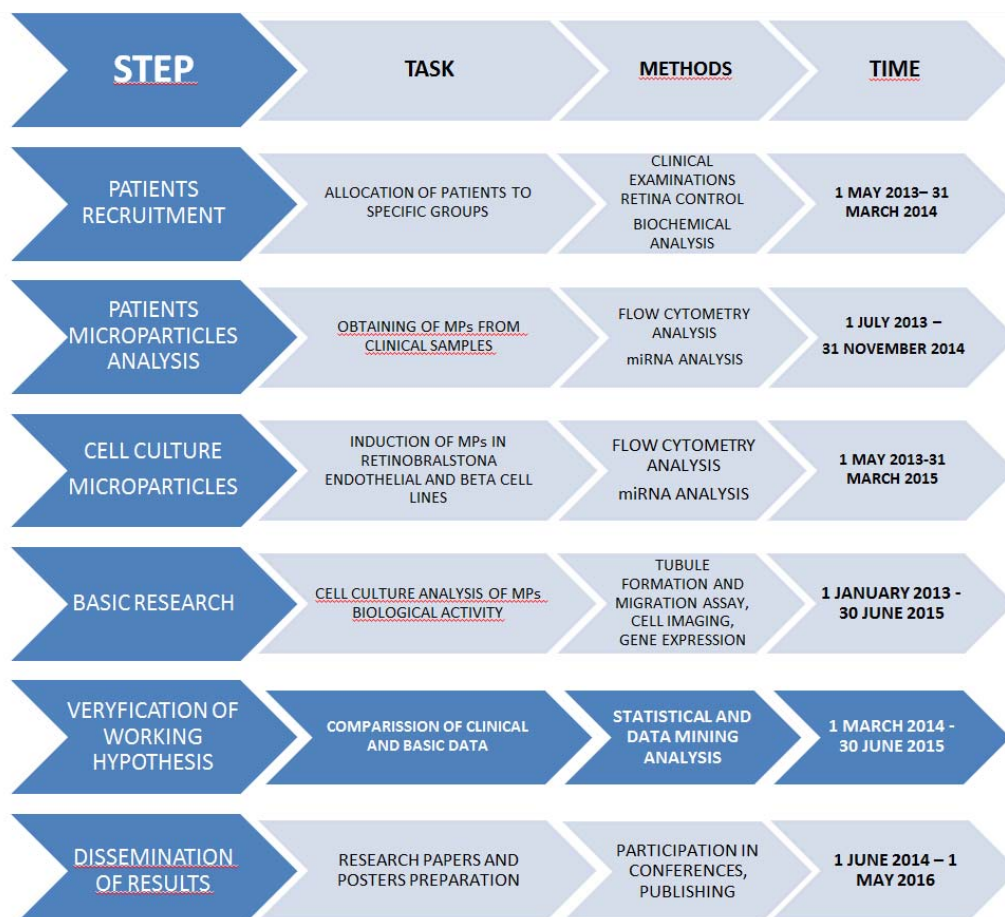 STEP
TASK
METHODS
TIME
PATIENTS
RECRUITMENT
ALLOCATION OF PATIENTS TO
SPECIFIC GROUPS
CLINICAL
EXAMINATIONS
RETINA CONTROL
BIOCHEMICAL
ANALYSIS
1 MAY 2013– 31
MARCH 2014
PATIENTS
MICROPARTICLES
ANALYSIS
OBTAINING OF MPs FROM
CLINICAL SAMPLES
FLOW CYTOMETRY
ANALYSIS
miRNA ANALYSIS
1 JULY 2013 –
31 NOVEMBER 2014
CELL CULTURE
MICROPARTICLES
INDUCTION OF MPs IN
RETINOBRALSTONA
ENDOTHELIAL AND BETA CELL
LINES
FLOW CYTOMETRY
ANALYSIS
miRNA ANALYSIS
1 MAY 2013-31
MARCH 2015
BASIC RESEARCH
CELL CULTURE ANALYSIS OF MPs
BIOLOGICAL ACTIVITY
TUBULE
FORMATION AND
MIGRATION ASSAY,
CELL IMAGING,
GENE EXPRESSION
1 JANUARY 2013 -
30 JUNE 2015
VERYFICATION OF
WORKING
HYPOTHESIS
COMPARISSION OF CLINICAL
AND BASIC DATA
STATISTICAL AND
DATA MINING
ANALYSIS
1 MARCH 2014 -
30 JUNE 2015
DISSEMINATION
OF RESULTS
RESEARCH PAPERS AND
POSTERS PREPARATION
PARTICIPATION IN
CONFERENCES,
PUBLISHING
1 JUNE 2014 – 1
MAY 2016